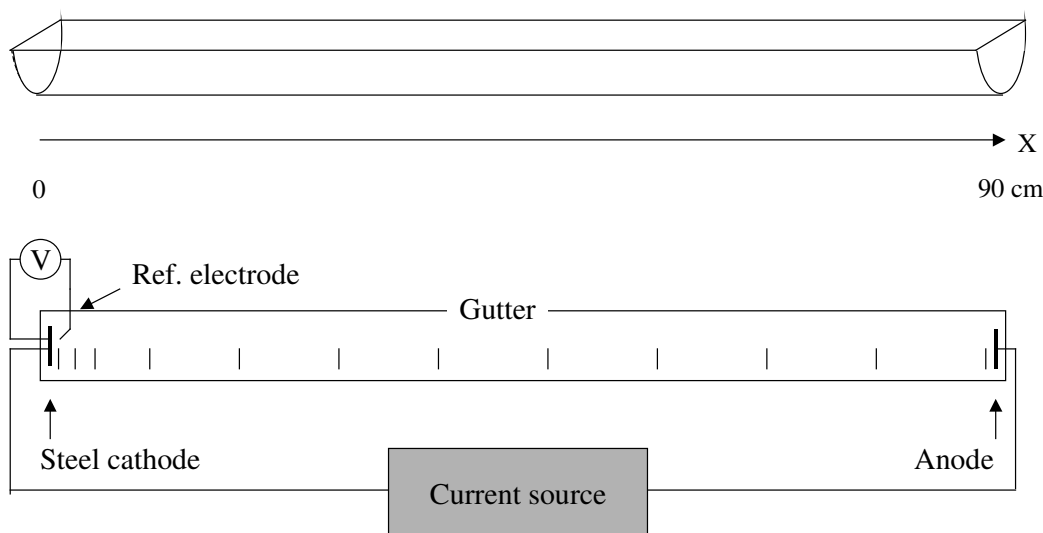 X
0
90 cm
V
Ref. electrode
Gutter
Steel cathode
Anode
Current source